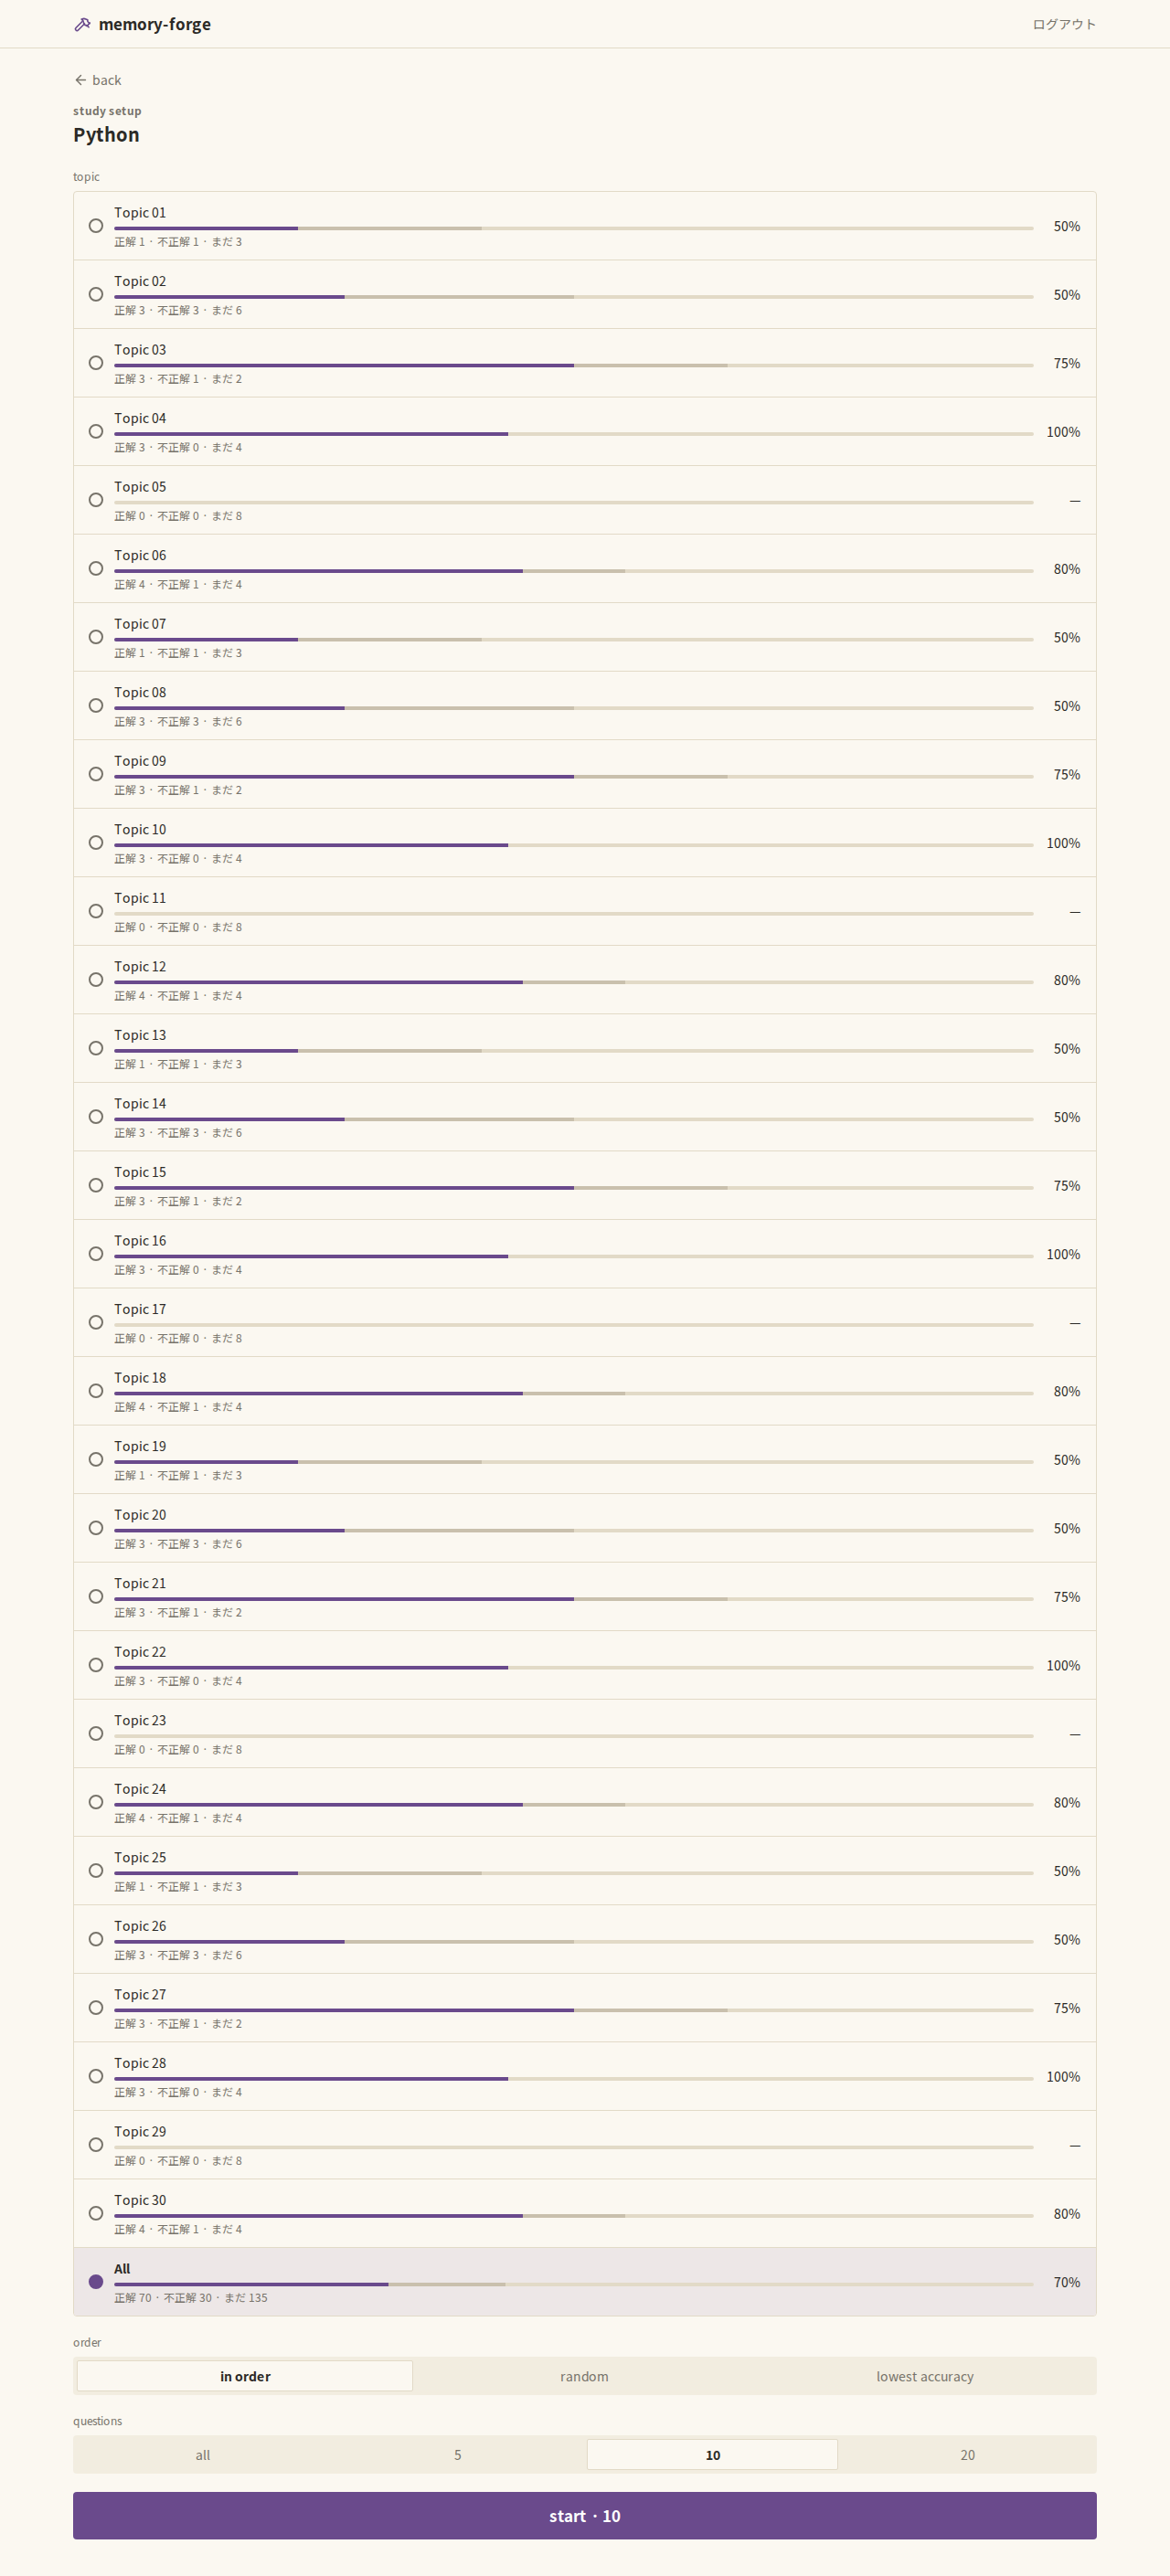 memory-forge
ログアウト
← back
study setup
Python
topic
Topic 01
50%
正解 1 · 不正解 1 · まだ 3
Topic 02
50%
正解 3 · 不正解 3 · まだ 6
Topic 03
75%
正解 3 · 不正解 1 · まだ 2
Topic 04
100%
正解 3 · 不正解 0 · まだ 4
Topic 05
—
正解 0 · 不正解 0 · まだ 8
Topic 06
80%
正解 4 · 不正解 1 · まだ 4
Topic 07
50%
正解 1 · 不正解 1 · まだ 3
Topic 08
50%
正解 3 · 不正解 3 · まだ 6
Topic 09
75%
正解 3 · 不正解 1 · まだ 2
Topic 10
100%
正解 3 · 不正解 0 · まだ 4
Topic 11
—
正解 0 · 不正解 0 · まだ 8
Topic 12
80%
正解 4 · 不正解 1 · まだ 4
Topic 13
50%
正解 1 · 不正解 1 · まだ 3
Topic 14
50%
正解 3 · 不正解 3 · まだ 6
Topic 15
75%
正解 3 · 不正解 1 · まだ 2
Topic 16
100%
正解 3 · 不正解 0 · まだ 4
Topic 17
—
正解 0 · 不正解 0 · まだ 8
Topic 18
80%
正解 4 · 不正解 1 · まだ 4
Topic 19
50%
正解 1 · 不正解 1 · まだ 3
Topic 20
50%
正解 3 · 不正解 3 · まだ 6
Topic 21
75%
正解 3 · 不正解 1 · まだ 2
Topic 22
100%
正解 3 · 不正解 0 · まだ 4
Topic 23
—
正解 0 · 不正解 0 · まだ 8
Topic 24
80%
正解 4 · 不正解 1 · まだ 4
Topic 25
50%
正解 1 · 不正解 1 · まだ 3
Topic 26
50%
正解 3 · 不正解 3 · まだ 6
Topic 27
75%
正解 3 · 不正解 1 · まだ 2
Topic 28
100%
正解 3 · 不正解 0 · まだ 4
Topic 29
—
正解 0 · 不正解 0 · まだ 8
Topic 30
80%
正解 4 · 不正解 1 · まだ 4
All
70%
正解 70 · 不正解 30 · まだ 135
order
in order
random
lowest accuracy
questions
all
5
10
20
start · 10